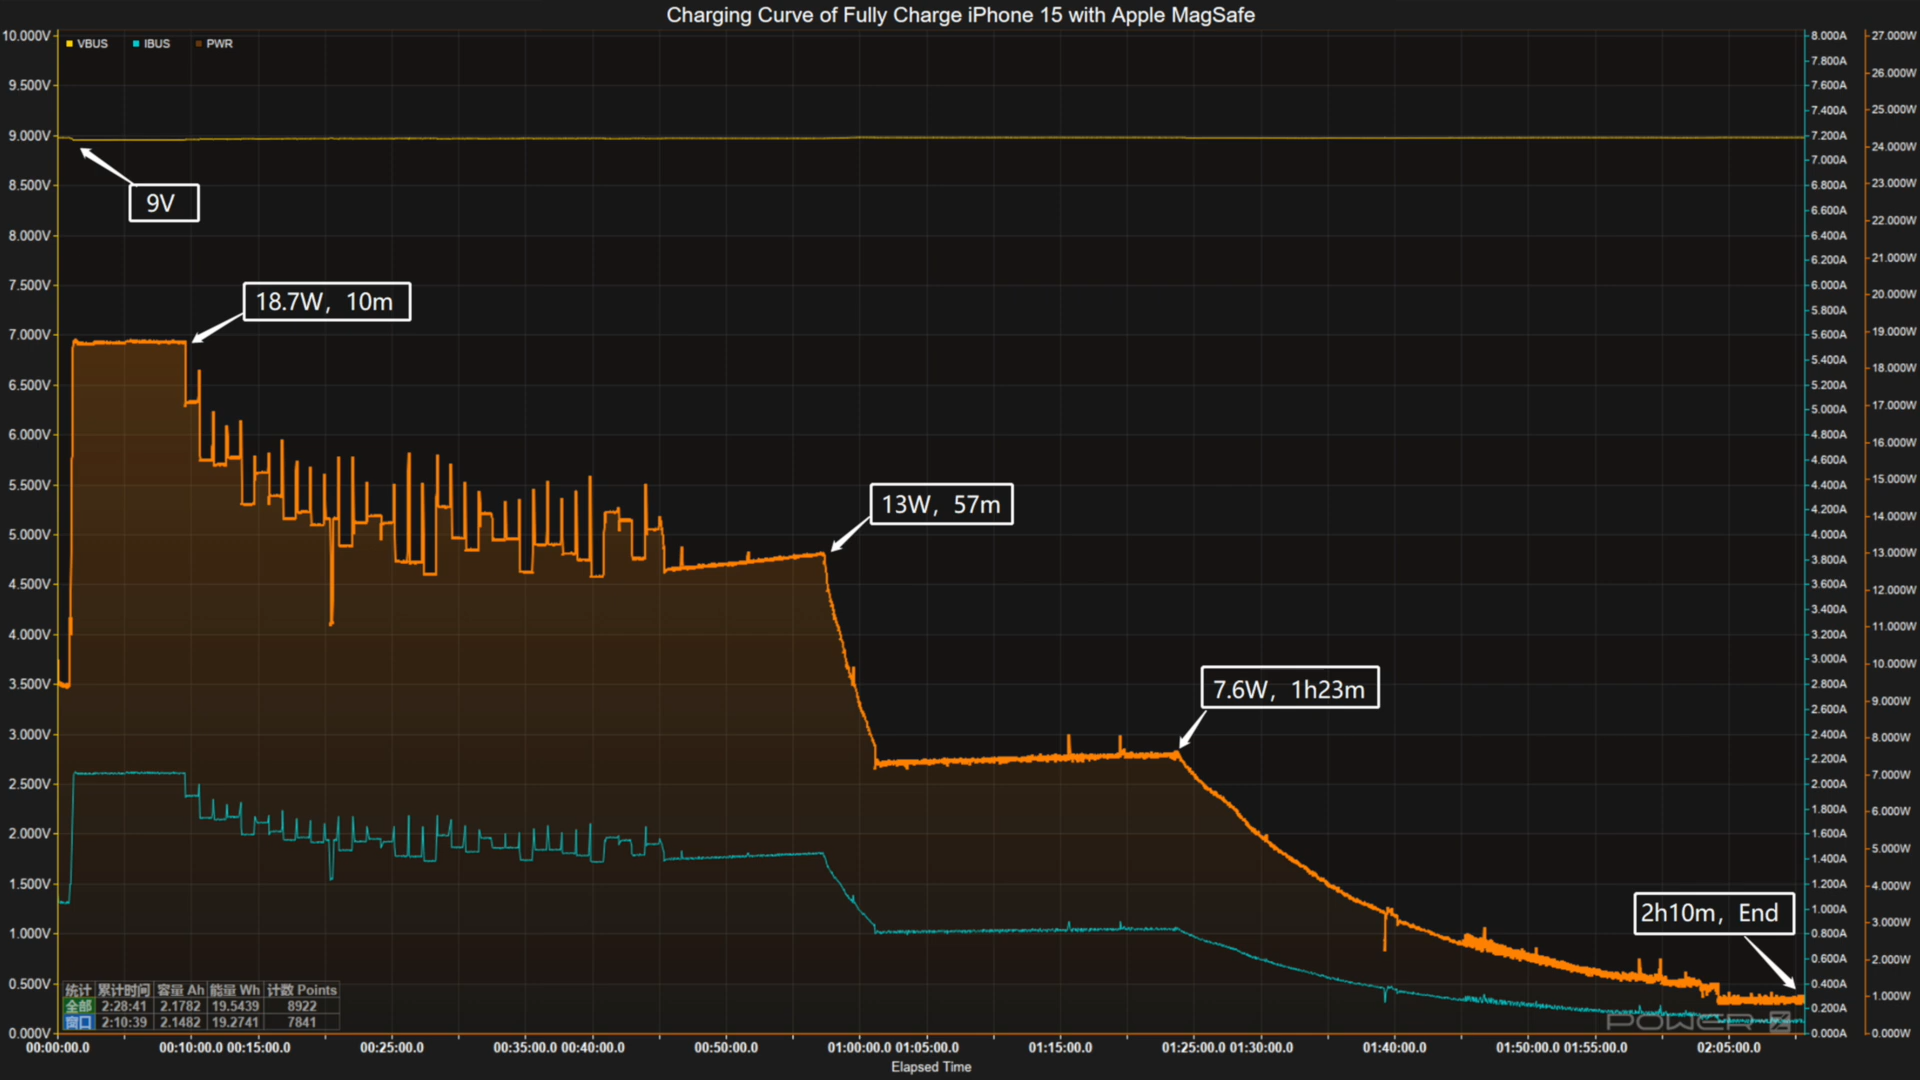 Charging Curve of Fully Charge iPhone 15 with Apple MagSafe
VBUS IBUS PWR
10.000V
9.500V
9.000V
8.500V
8.000V
7.500V
7.000V
6.500V
6.000V
5.500V
5.000V
4.500V
4.000V
3.500V
3.000V
2.500V
2.000V
1.500V
1.000V
0.500V
0.000V
9V
18.7W, 10m
13W, 57m
7.6W, 1h23m
2h10m, End
8.000A
7.800A
7.600A
7.400A
7.200A
7.000A
6.800A
6.600A
6.400A
6.200A
6.000A
5.800A
5.600A
5.400A
5.200A
5.000A
4.800A
4.600A
4.400A
4.200A
4.000A
3.800A
3.600A
3.400A
3.200A
3.000A
2.800A
2.600A
2.400A
2.200A
2.000A
1.800A
1.600A
1.400A
1.200A
1.000A
0.800A
0.600A
0.400A
0.200A
0.000A
27.000W
26.000W
25.000W
24.000W
23.000W
22.000W
21.000W
20.000W
19.000W
18.000W
17.000W
16.000W
15.000W
14.000W
13.000W
12.000W
11.000W
10.000W
9.000W
8.000W
7.000W
6.000W
5.000W
4.000W
3.000W
2.000W
1.000W
0.000W
统计 累计时间 容量 Ah 能量 Wh 计数 Points
全部 2:28:41 2.1782 19.5439 8922
窗口 2:10:39 2.1482 19.2741 7841
POWER-Z
00:00:00.0 00:10:00.0 00:15:00.0 00:25:00.0 00:35:00.0 00:40:00.0 00:50:00.0 01:00:00.0 01:05:00.0 01:15:00.0 01:25:00.0 01:30:00.0 01:40:00.0 01:50:00.0 01:55:00.0 02:05:00.0
Elapsed Time